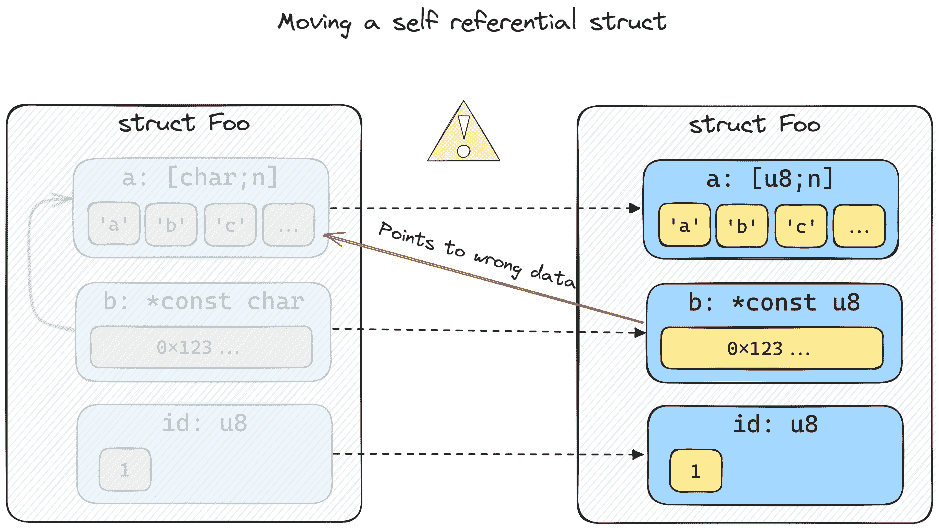 Moving a self referential struct
struct Foo
a: [char;n]
'a' 'b' 'c' ...
b: *const char
0×123...
id: u8
1
!
Points to wrong data
struct Foo
a: [u8;n]
'a' 'b' 'c' ...
b: *const u8
0×123...
id: u8
1